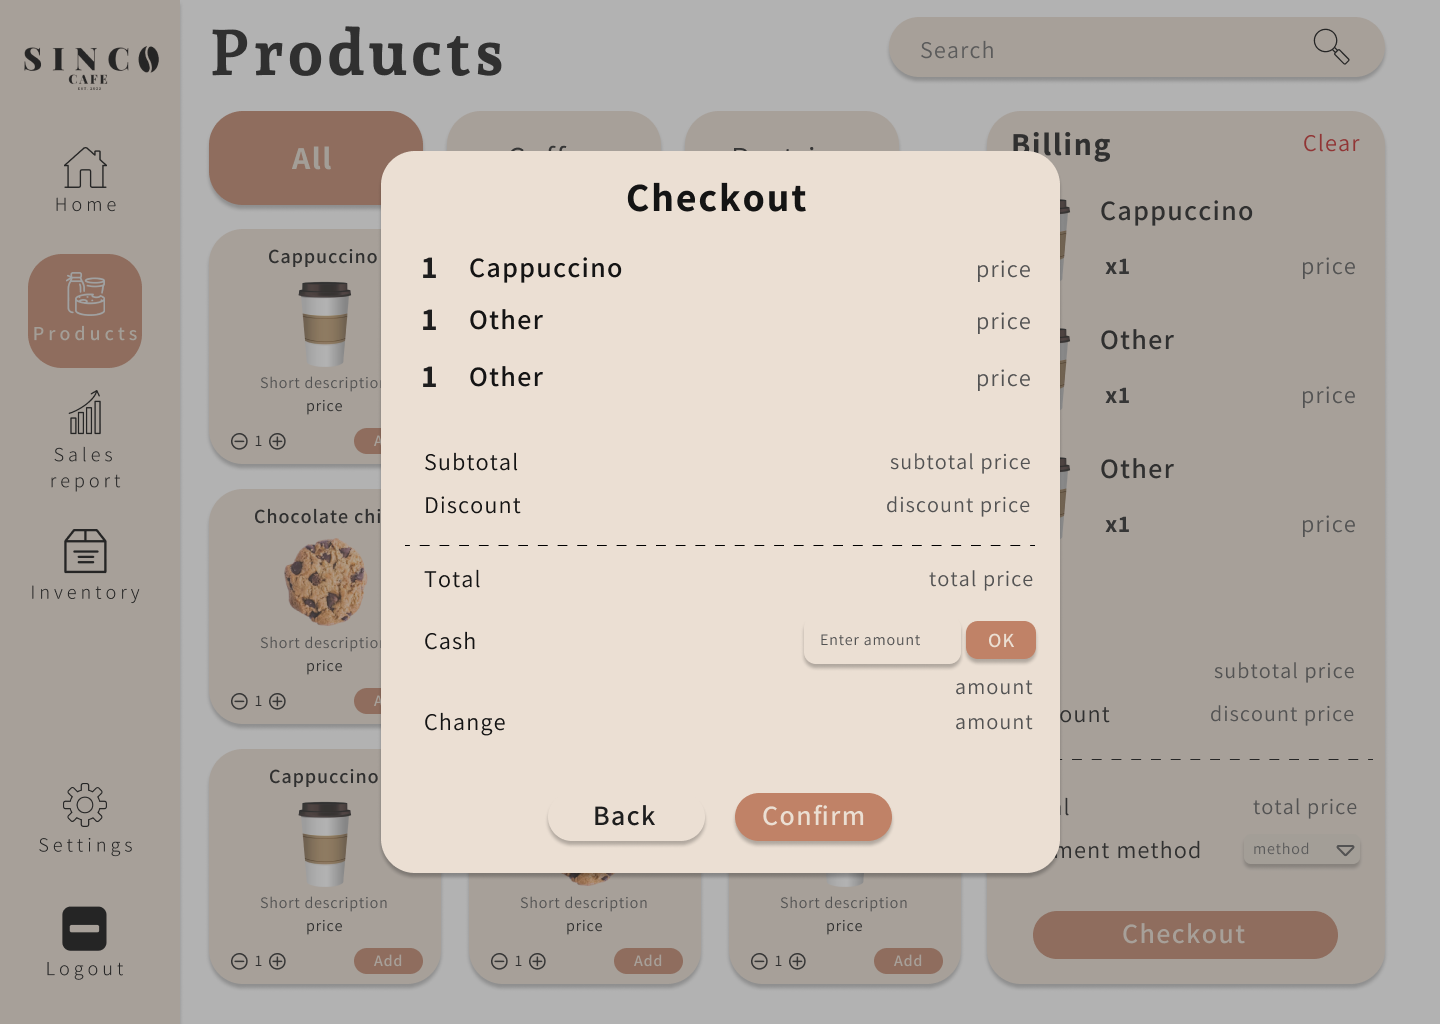 SINCO
CAFE
EST. 2023
Home
Products
Sales
report
Inventory
Settings
Logout
Products
Search
All
Checkout
1 Cappuccino price
1 Other price
1 Other price
Subtotal subtotal price
Discount discount price
Total total price
Cash Enter amount OK
amount
Change amount
Back Confirm
Cappuccino
Short description
price
1
Chocolate chi
Short description
price
1
Cappuccino
Short description
price
1 Add
Short description
price
1 Add
Short description
price
1 Add
Billing Clear
Cappuccino
x1 price
Other
x1 price
Other
x1 price
subtotal price
ount discount price
l total price
ment method method
Checkout